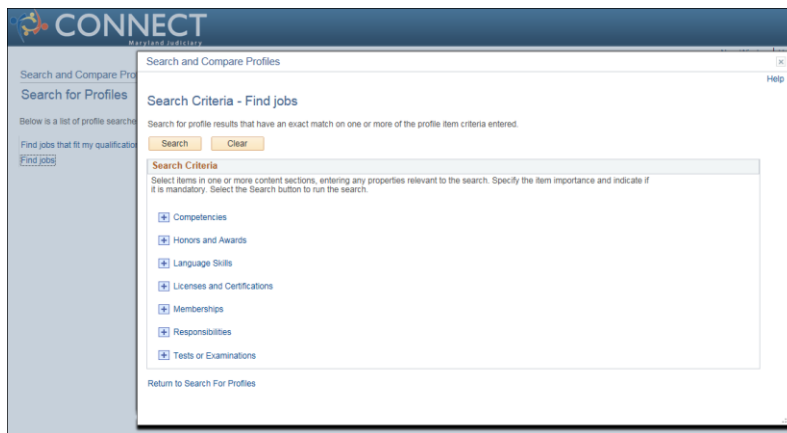 CONNECT
Maryland Judiciary
Search and Compare Profiles
Search and Compare Pro
Help
Search for Profiles
Search Criteria - Find jobs
Below is a list of profile searche
Search for profile results that have an exact match on one or more of the profile item criteria entered.
Find jobs that fit my qualification
Search Clear
Find jobs
Search Criteria
Select items in one or more content sections, entering any properties relevant to the search. Specify the item importance and indicate if
it is mandatory. Select the Search button to run the search.
Competencies
Honors and Awards
Language Skills
Licenses and Certifications
Memberships
Responsibilities
Tests or Examinations
Return to Search For Profiles